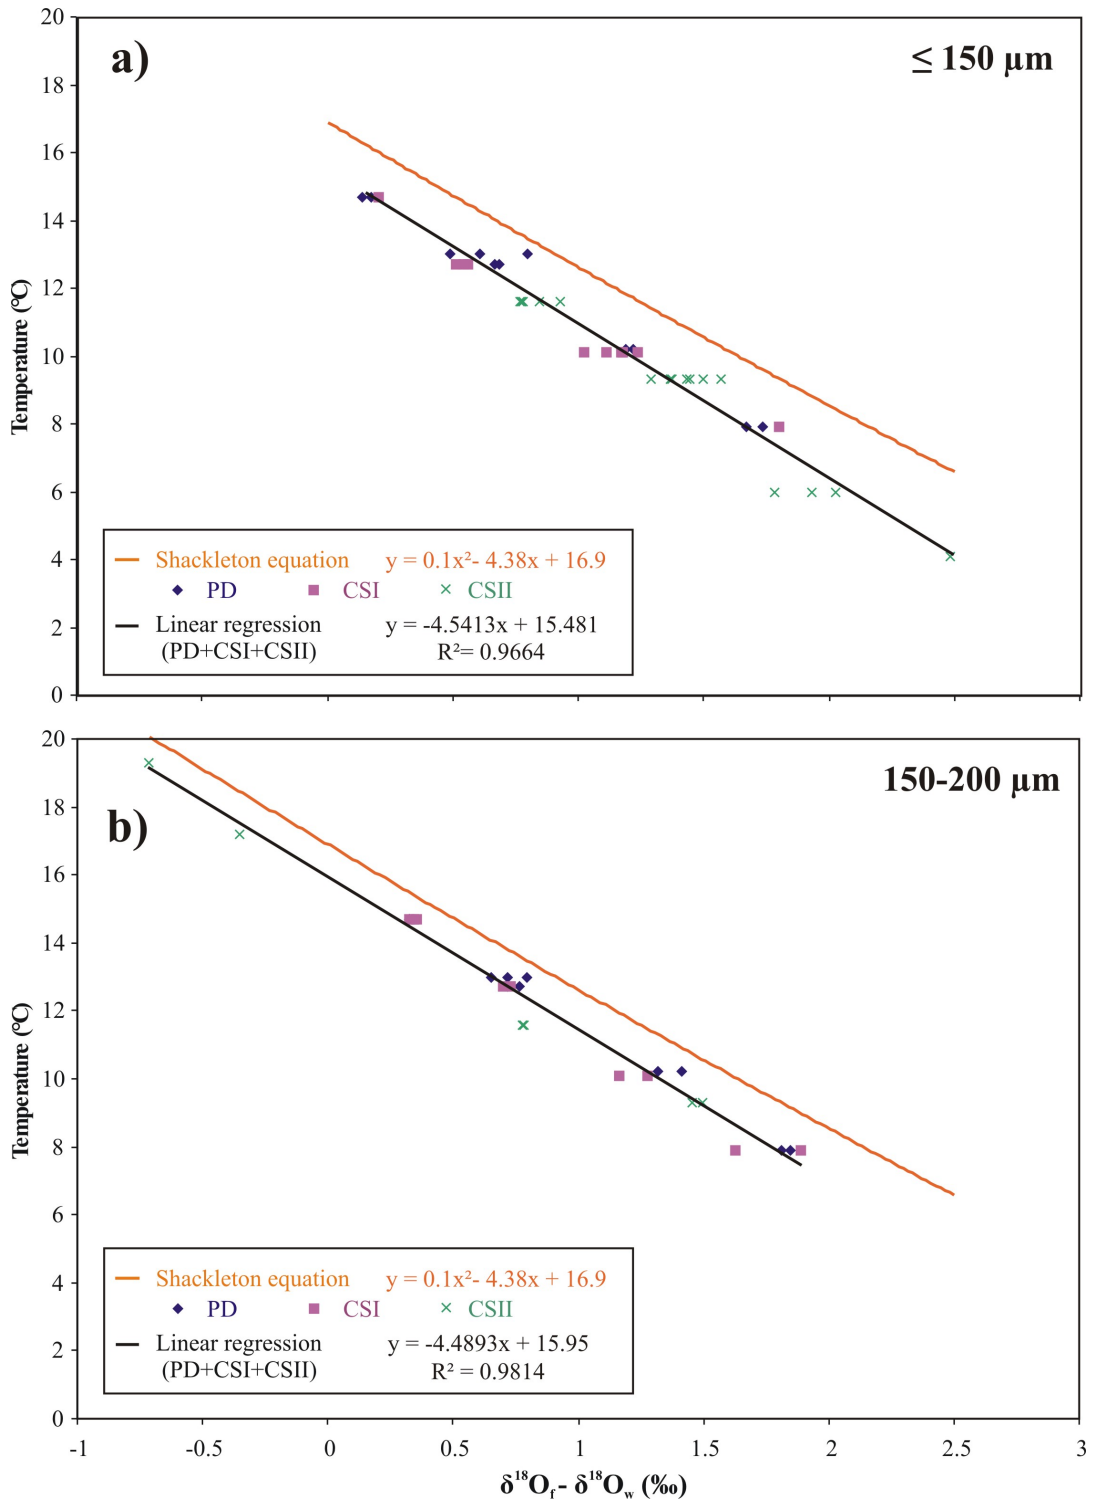 20
a)
≤ 150 µm
18
16
14
12
10
8
6
4
2
0
Temperature (°C)
Shackleton equation y = 0.1x²- 4.38x + 16.9
PD CSI CSII
Linear regression y = -4.5413x + 15.481
(PD+CSI+CSII) R²= 0.9664
20
150-200 µm
b)
18
16
14
12
10
8
6
4
2
0
Temperature (°C)
Shackleton equation y = 0.1x²- 4.38x + 16.9
PD CSI CSII
Linear regression y = -4.4893x + 15.95
(PD+CSI+CSII) R² = 0.9814
-1 -0.5 0 0.5 1 1.5 2 2.5 3
δ¹⁸O_f - δ¹⁸O_w (‰)